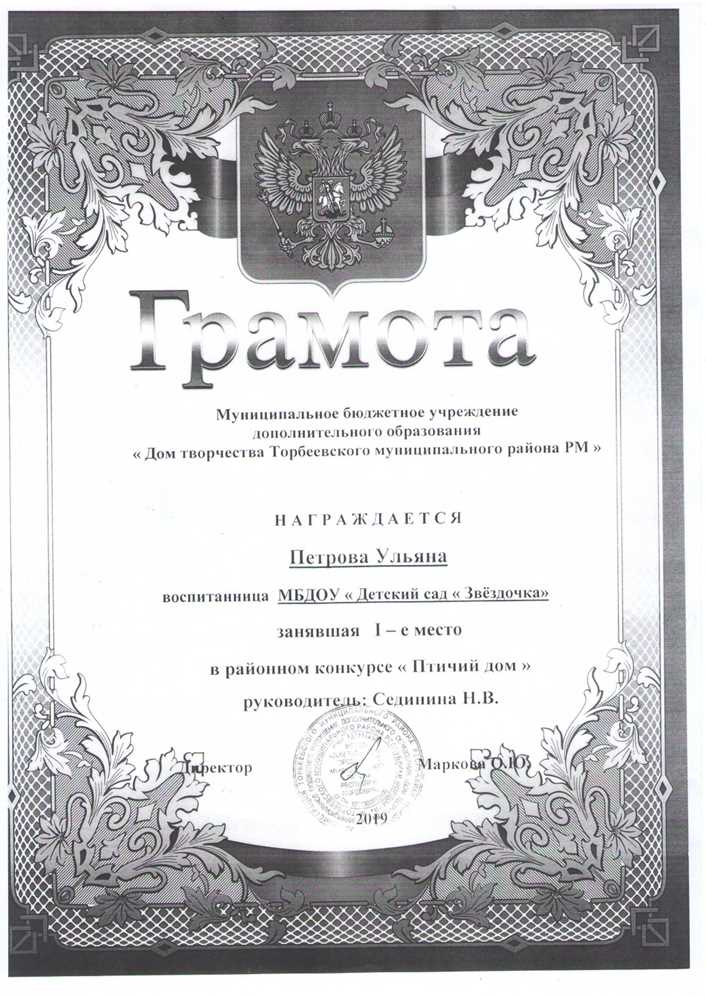 Грамота
Муниципальное бюджетное учреждение
дополнительного образования
« Дом творчества Торбеевского муниципального района РМ »
НАГРАЖДАЕТСЯ
Петрова Ульяна
воспитанница МБДОУ « Детский сад « Звёздочка»
занявшая I – е место
в районном конкурсе « Птичий дом »
руководитель: Сединина Н.В.
Директор Маркова О.Ю.
2019